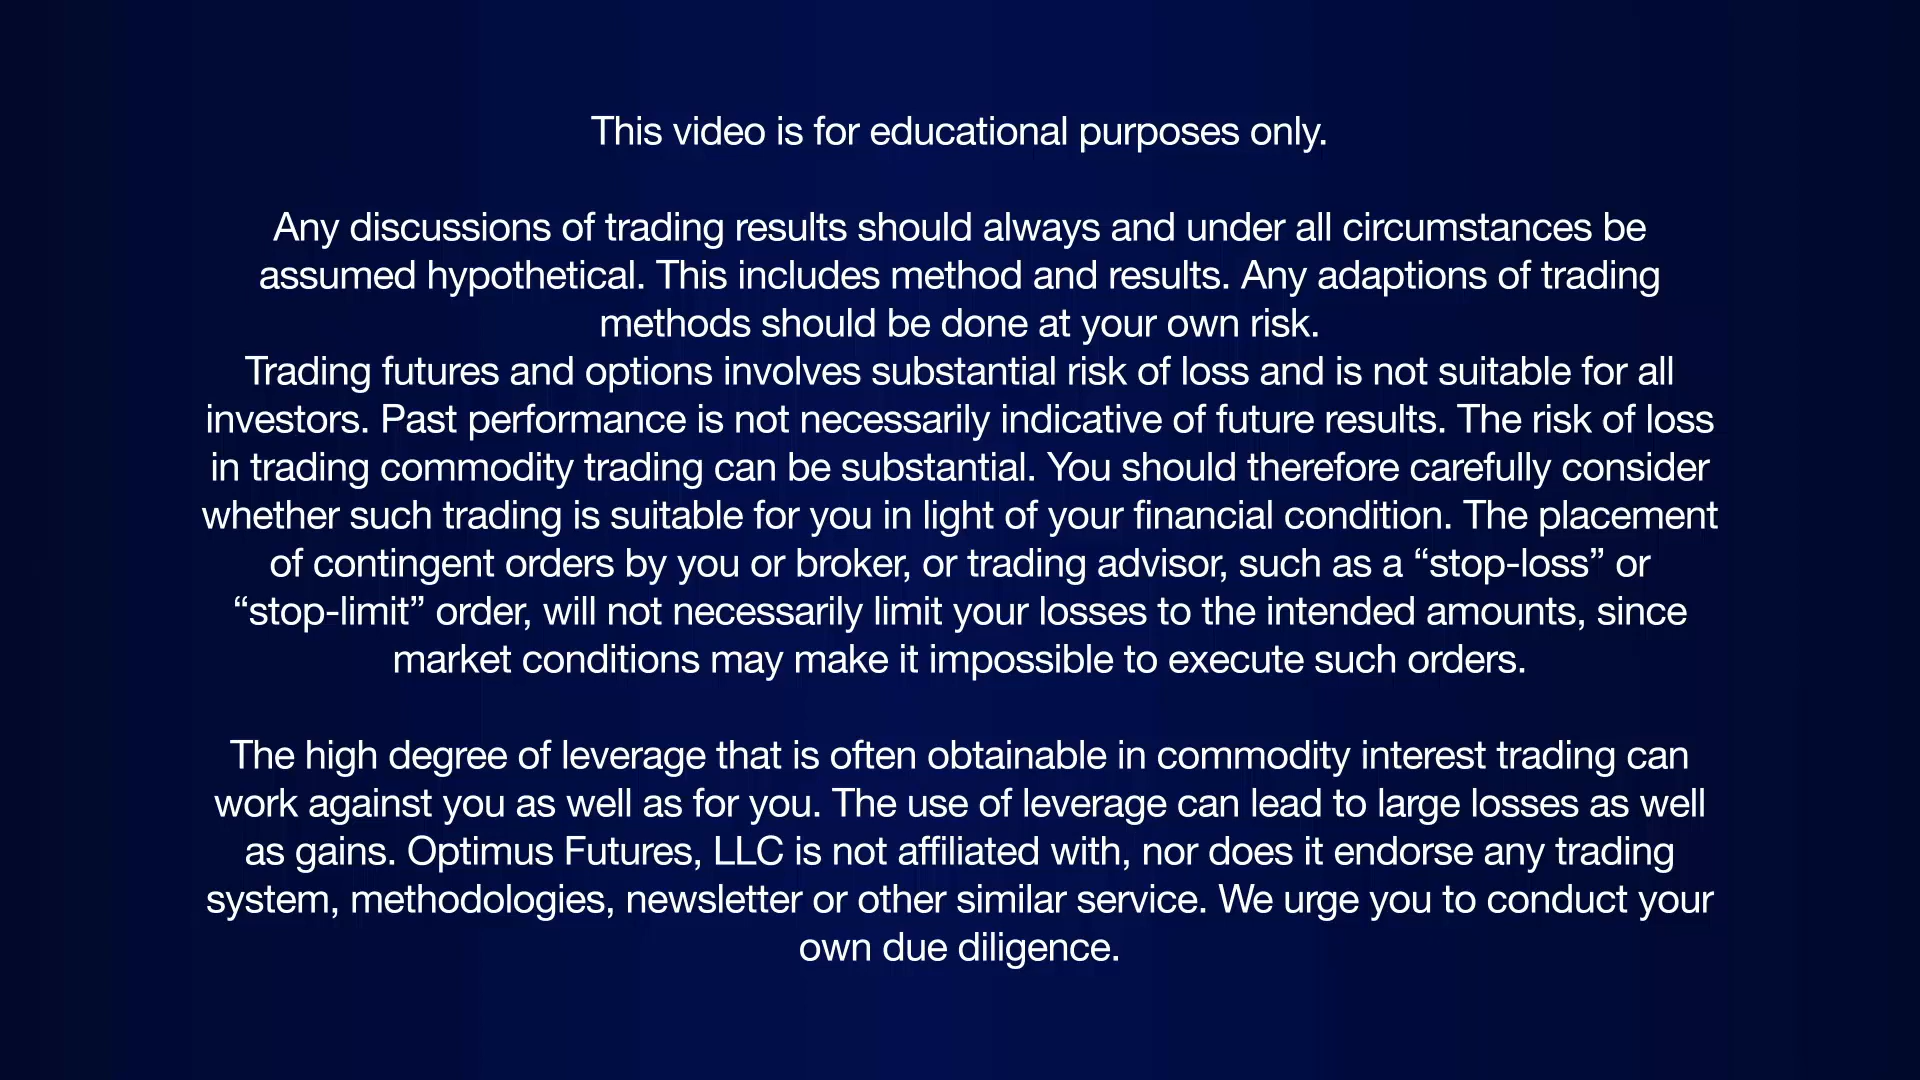 This video is for educational purposes only.
Any discussions of trading results should always and under all circumstances be
assumed hypothetical. This includes method and results. Any adaptions of trading
methods should be done at your own risk.
Trading futures and options involves substantial risk of loss and is not suitable for all
investors. Past performance is not necessarily indicative of future results. The risk of loss
in trading commodity trading can be substantial. You should therefore carefully consider
whether such trading is suitable for you in light of your financial condition. The placement
of contingent orders by you or broker, or trading advisor, such as a “stop-loss” or
“stop-limit” order, will not necessarily limit your losses to the intended amounts, since
market conditions may make it impossible to execute such orders.
The high degree of leverage that is often obtainable in commodity interest trading can
work against you as well as for you. The use of leverage can lead to large losses as well
as gains. Optimus Futures, LLC is not affiliated with, nor does it endorse any trading
system, methodologies, newsletter or other similar service. We urge you to conduct your
own due diligence.